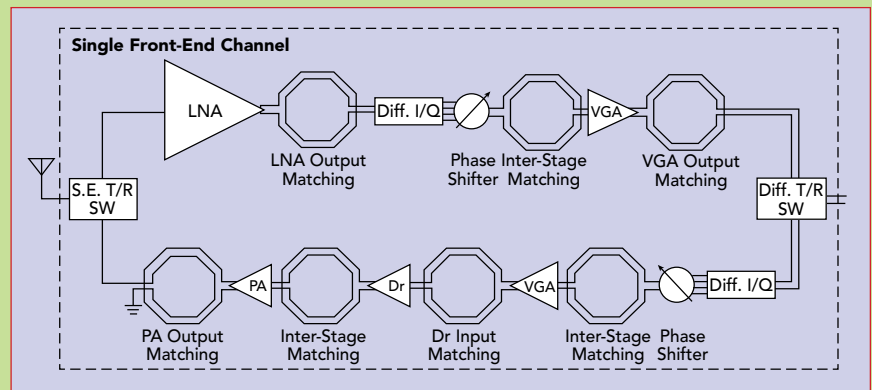 Single Front-End Channel
LNA
Diff. I/Q
VGA
LNA Output
Matching
Phase Inter-Stage
Shifter Matching
VGA Output
Matching
S.E. T/R
SW
Diff. T/R
SW
PA
Dr
VGA
Diff. I/Q
PA Output
Matching
Inter-Stage
Matching
Dr Input
Matching
Inter-Stage
Matching
Phase
Shifter